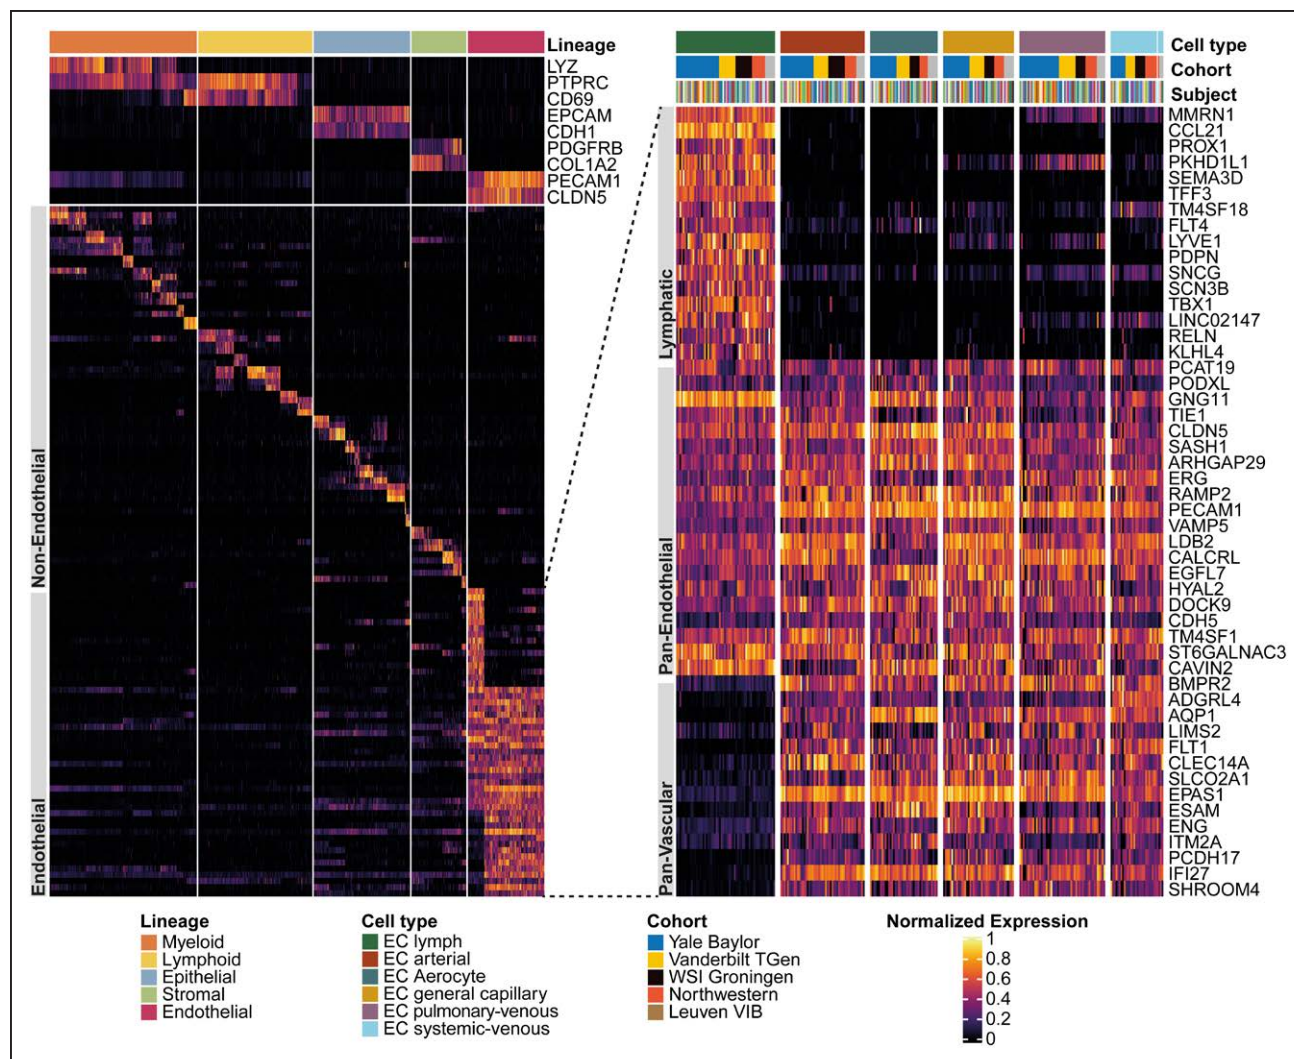 Lineage
LYZ
PTPRC
CD69
EPCAM
CDH1
PDGFRB
COL1A2
PECAM1
CLDN5
Non-Endothelial
Endothelial
Cell type
Cohort
Subject
MMRN1
CCL21
PROX1
PKHD1L1
SEMA3D
TFF3
TM4SF18
FLT4
LYVE1
PDPN
SNCG
SCN3B
TBX1
LINC02147
RELN
KLHL4
PCAT19
PODXL
GNG11
TIE1
CLDN5
SASH1
ARHGAP29
ERG
RAMP2
PECAM1
VAMP5
LDB2
CALCRL
EGFL7
HYAL2
DOCK9
CDH5
TM4SF1
ST6GALNAC3
CAVIN2
BMPR2
ADGRL4
AQP1
LIMS2
FLT1
CLEC14A
SLCO2A1
EPAS1
ESAM
ENG
ITM2A
PCDH17
IFI27
SHROOM4
Lymphatic
Pan-Endothelial
Pan-Vascular
Lineage
Myeloid
Lymphoid
Epithelial
Stromal
Endothelial
Cell type
EC lymph
EC arterial
EC Aerocyte
EC general capillary
EC pulmonary-venous
EC systemic-venous
Cohort
Yale Baylor
Vanderbilt TGen
WSI Groningen
Northwestern
Leuven VIB
Normalized Expression
1
0.8
0.6
0.4
0.2
0